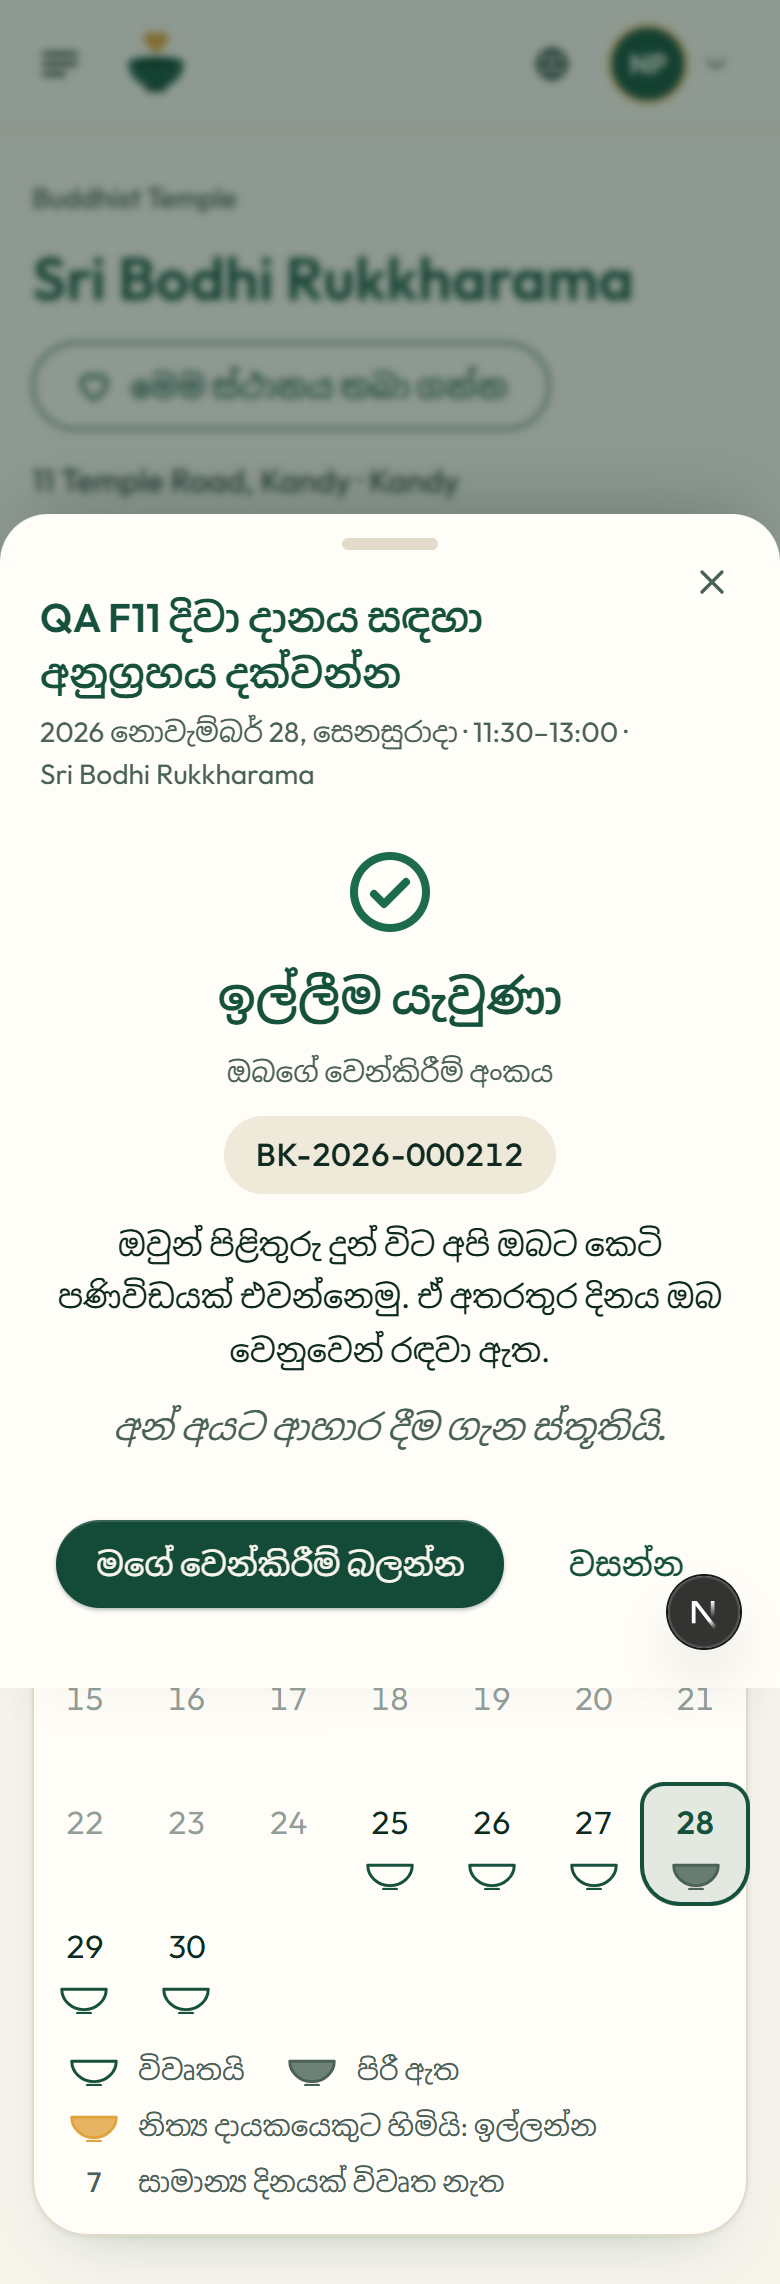 NP
Buddhist Temple
Sri Bodhi Rukkharama
මෙම ස්ථානය තබා ගන්න
11 Temple Road, Kandy · Kandy
QA F11 දිවා දානය සඳහා
අනුග්‍රහය දක්වන්න
2026 නොවැම්බර් 28, සෙනසුරාදා · 11:30–13:00 ·
Sri Bodhi Rukkharama
ඉල්ලීම යැවුණා
ඔබගේ වෙන්කිරීම් අංකය
BK-2026-000212
ඔවුන් පිළිතුරු දුන් විට අපි ඔබට කෙටි
පණිවිඩයක් එවන්නෙමු. ඒ අතරතුර දිනය ඔබ
වෙනුවෙන් රඳවා ඇත.
අන් අයට ආහාර දීම ගැන ස්තූතියි.
මගේ වෙන්කිරීම් බලන්න වසන්න
N
15 16 17 18 19 20 21
22 23 24 25 26 27 28
29 30
විවෘතයි පිරී ඇත
නිත්‍ය දායකයෙකුට හිමියි: ඉල්ලන්න
7 සාමාන්‍ය දිනයක් විවෘත නැත